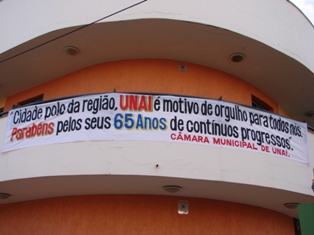 "Cidade polo da região, UNAÍ é motivo de orgulho para todos nós.
Parabéns pelos seus 65 Anos de contínuos progressos."
CÂMARA MUNICIPAL DE UNAÍ.